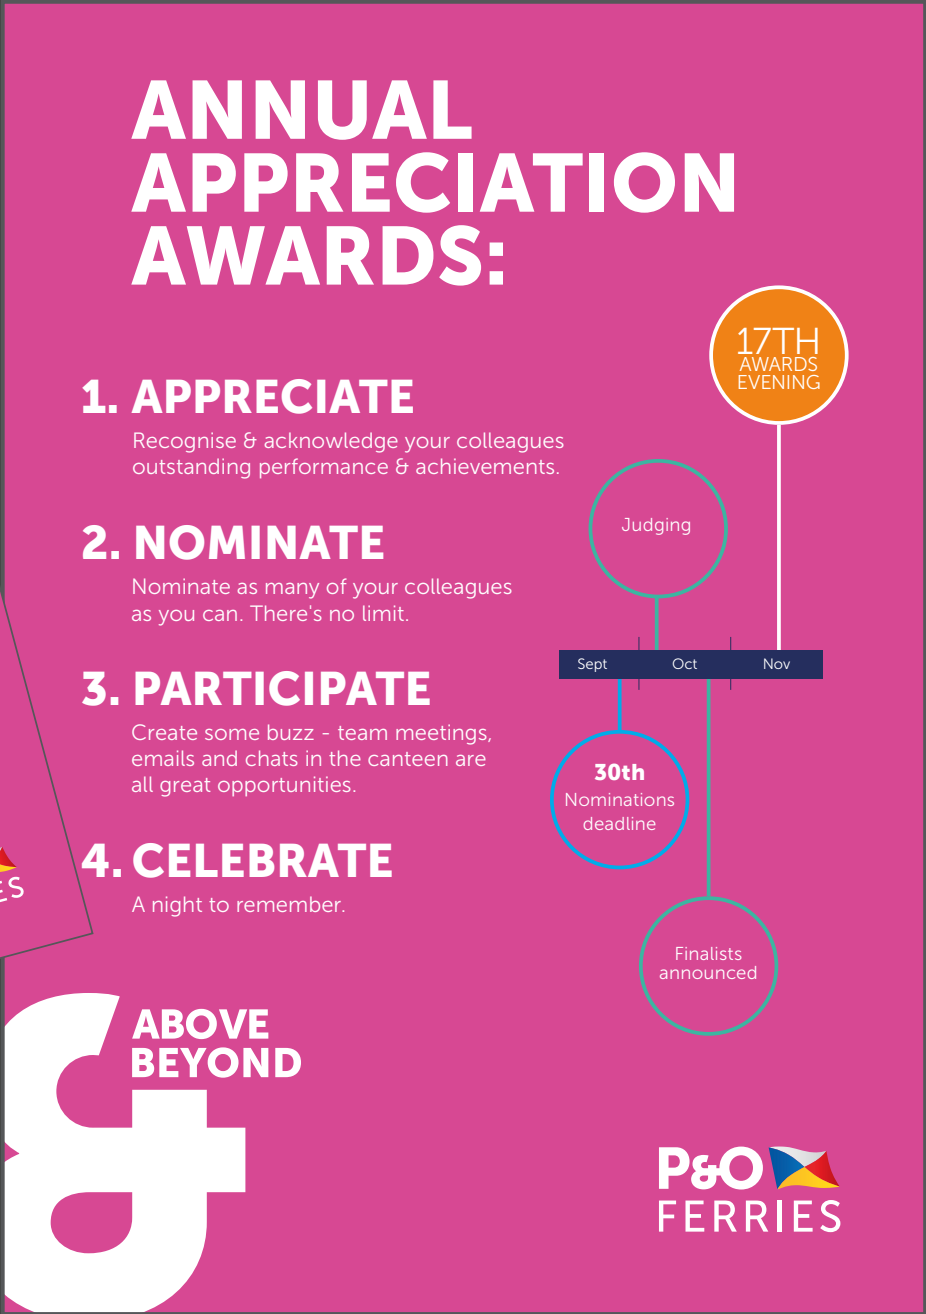 ANNUAL
APPRECIATION
AWARDS:
17TH
AWARDS
EVENING
1. APPRECIATE
Recognise & acknowledge your colleagues
outstanding performance & achievements.
Judging
2. NOMINATE
Nominate as many of your colleagues
as you can. There's no limit.
Sept Oct Nov
3. PARTICIPATE
Create some buzz - team meetings,
emails and chats in the canteen are
all great opportunities.
30th
Nominations
deadline
4. CELEBRATE
A night to remember.
Finalists
announced
ABOVE
BEYOND
&
P&O
FERRIES